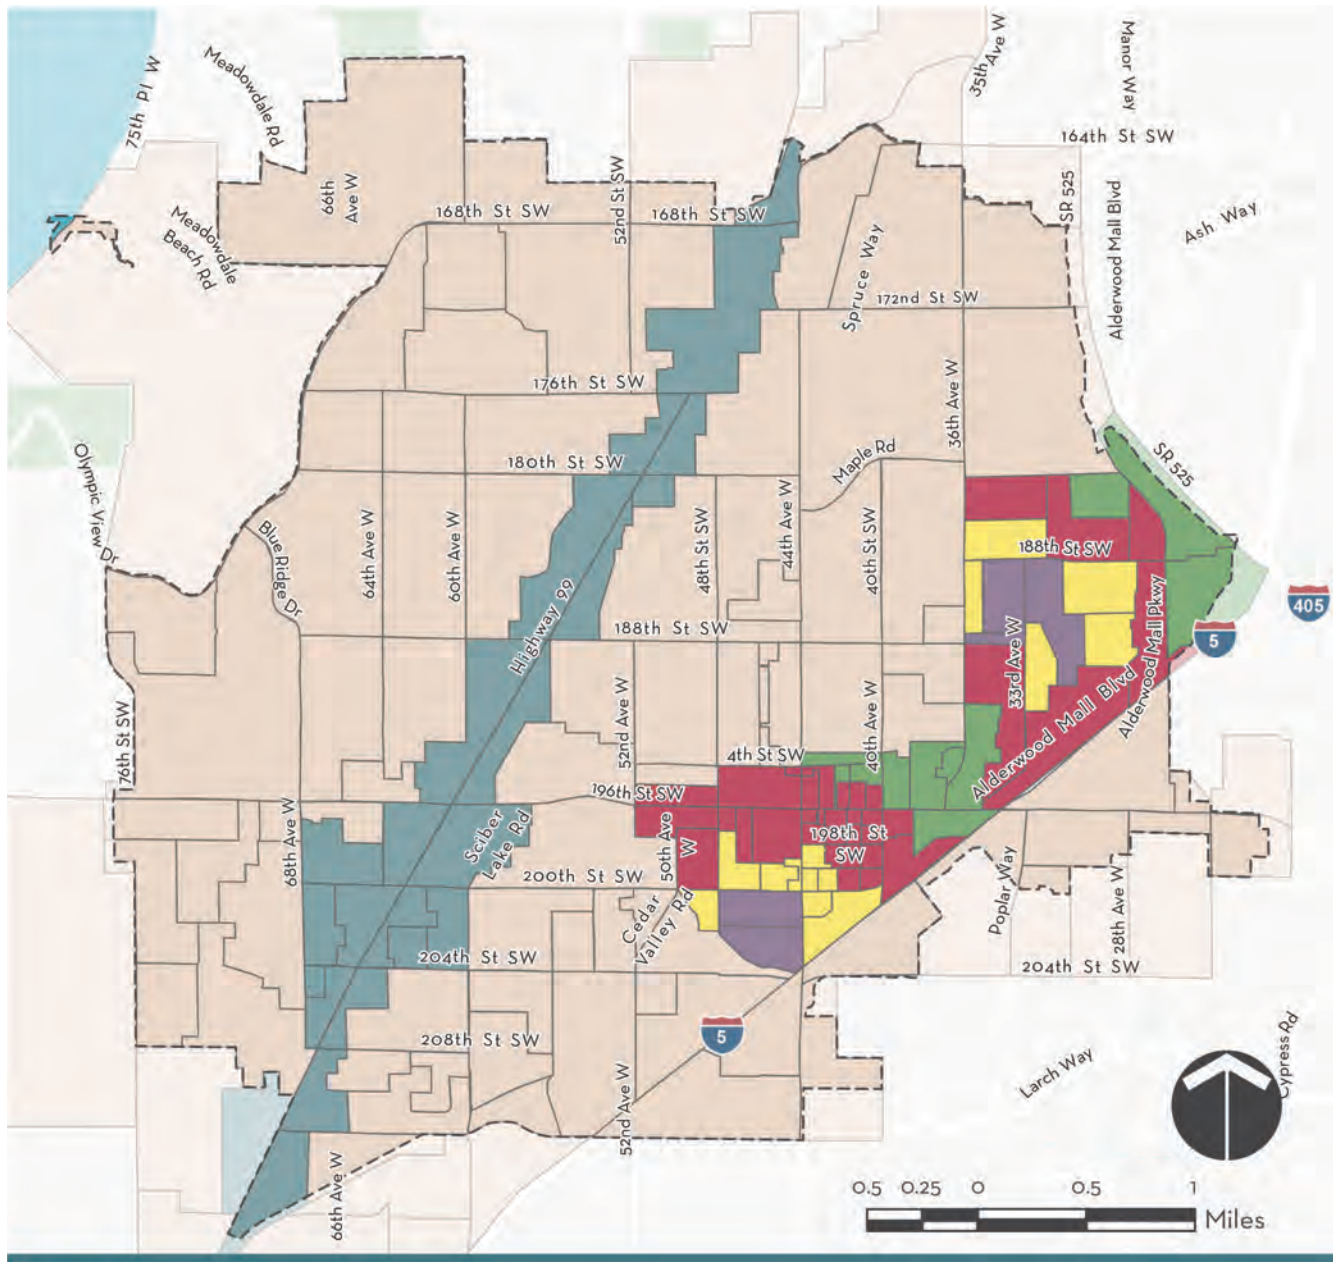 75th Pl W
Meadowdale Rd
35th Ave W
Manor Way
164th St SW
66th
Ave W
52nd St SW
SR 525
Alderwood Mall Blvd
Ash Way
Meadowdale
Beach Rd
168th St SW
168th St SW
Spruce Way
172nd St SW
176th St SW
36th Ave W
Olympic View Dr
180th St SW
Maple Rd
SR 525
Blue Ridge Dr
64th Ave W
60th Ave W
48th St SW
44th Ave W
40th St SW
188th St SW
Highway 99
188th St SW
33rd Ave W
Alderwood Mall Pkwy
405
5
76th St SW
52nd Ave W
4th St SW
40th Ave W
Alderwood Mall Blvd
196th St SW
68th Ave W
Sciber
Lake Rd
50th Ave
W
198th St
SW
200th St SW
Cedar
Valley Rd
Poplar Way
28th Ave W
204th St SW
204th St SW
208th St SW
5
Larch Way
Cypress Rd
52nd Ave W
66th Ave W
0.5 0.25 0 0.5 1
Miles